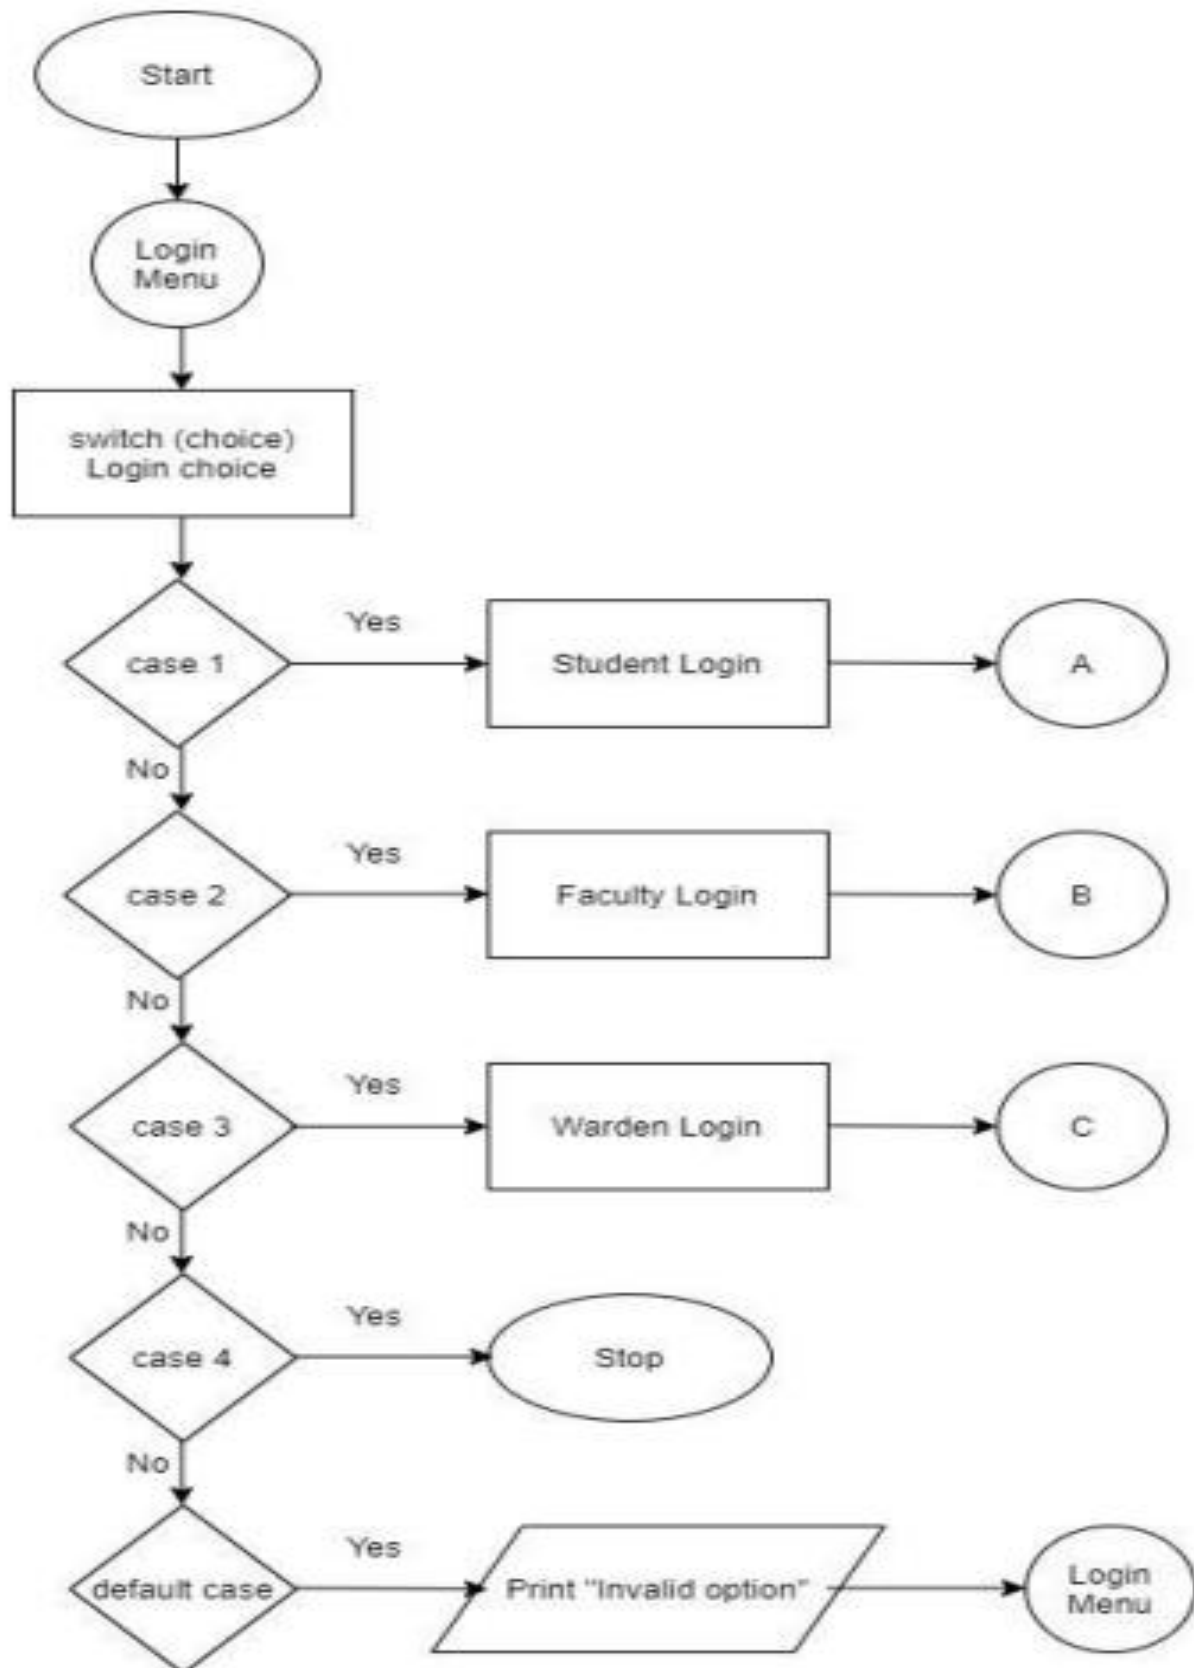 Start
Login
Menu
switch (choice)
Login choice
case 1
Yes
Student Login
A
No
case 2
Yes
Faculty Login
B
No
case 3
Yes
Warden Login
C
No
case 4
Yes
Stop
No
default case
Yes
Print "Invalid option"
Login
Menu